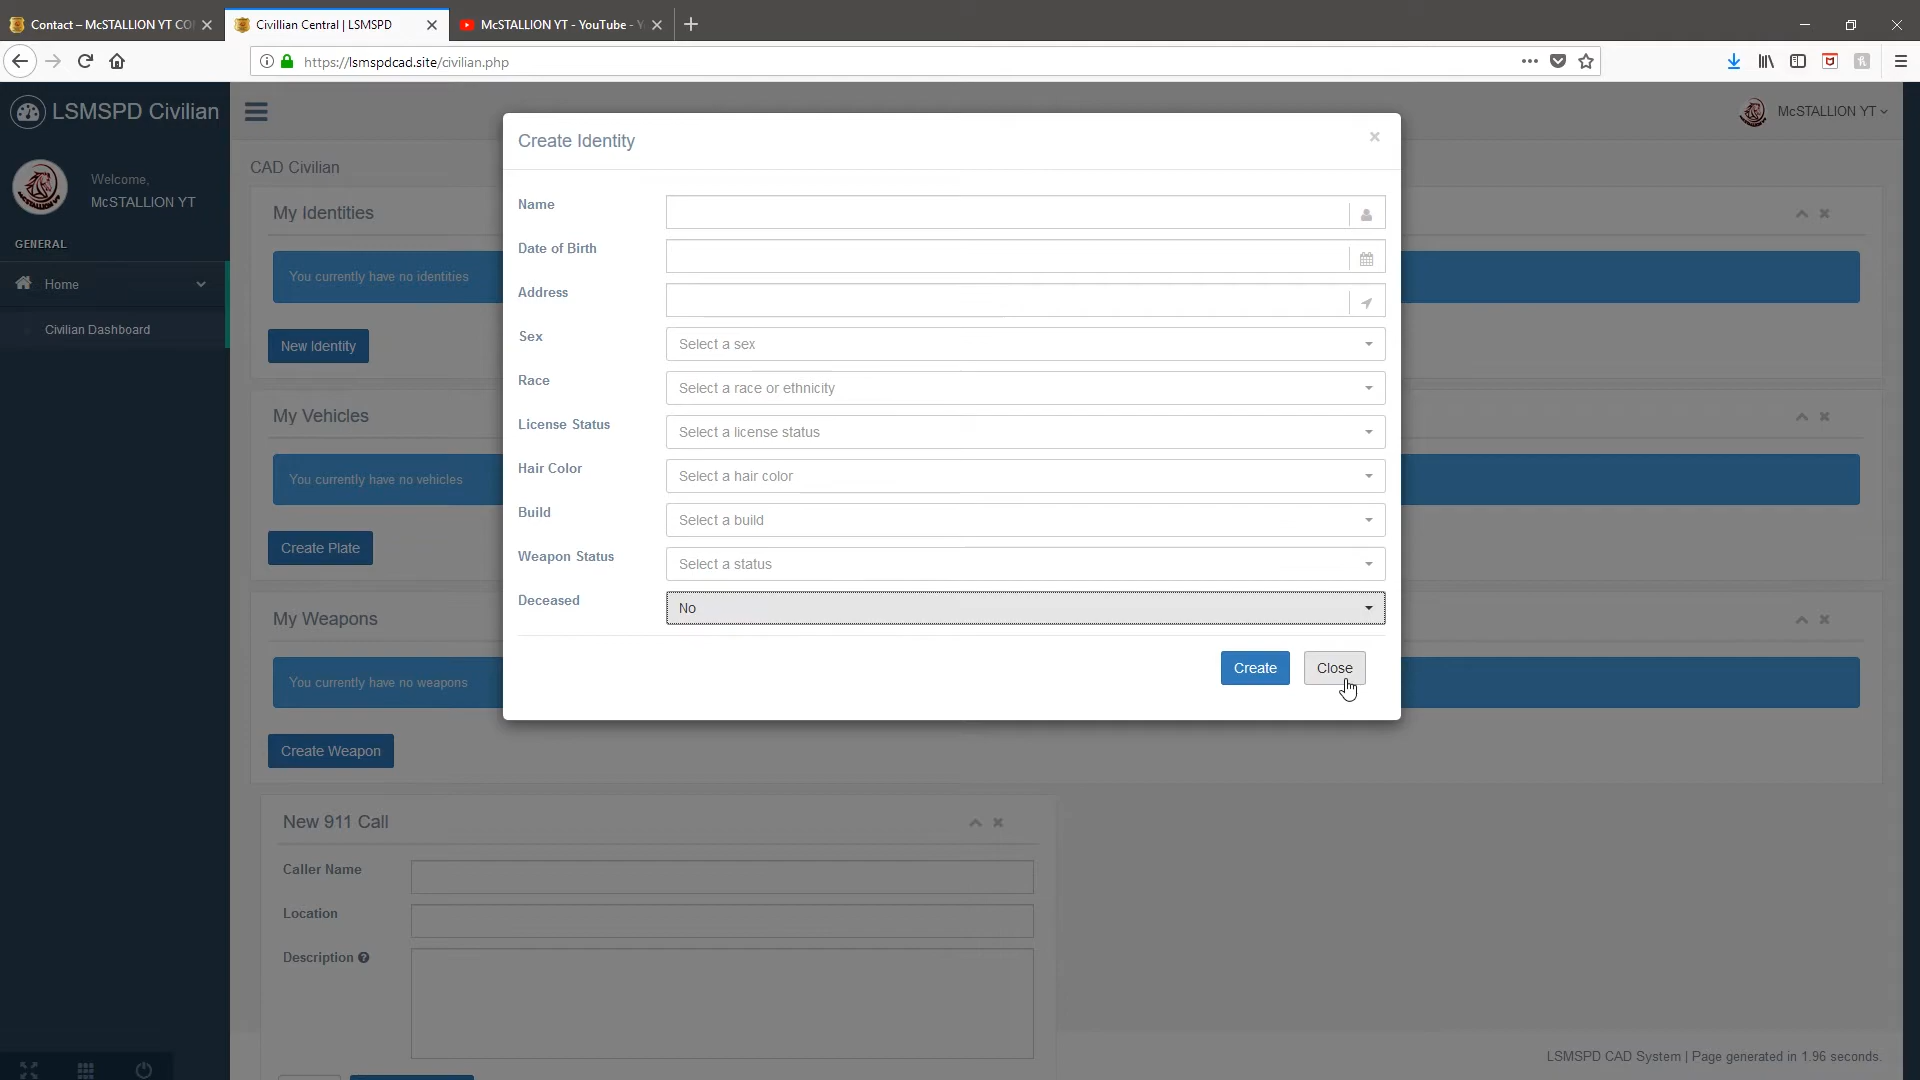 Contact – McSTALLION YT CO
Civillian Central | LSMSPD
McSTALLION YT - YouTube - Y
https://lsmspdcad.site/civilian.php
LSMSPD Civilian
McSTALLION YT
Welcome,
McSTALLION YT
GENERAL
Home
Civilian Dashboard
CAD Civilian
My Identities
You currently have no identities
New Identity
My Vehicles
You currently have no vehicles
Create Plate
My Weapons
You currently have no weapons
Create Weapon
Create Identity
Name
Date of Birth
Address
Sex
Select a sex
Race
Select a race or ethnicity
License Status
Select a license status
Hair Color
Select a hair color
Build
Select a build
Weapon Status
Select a status
Deceased
No
Create
Close
New 911 Call
Caller Name
Location
Description
LSMSPD CAD System | Page generated in 1.96 seconds.